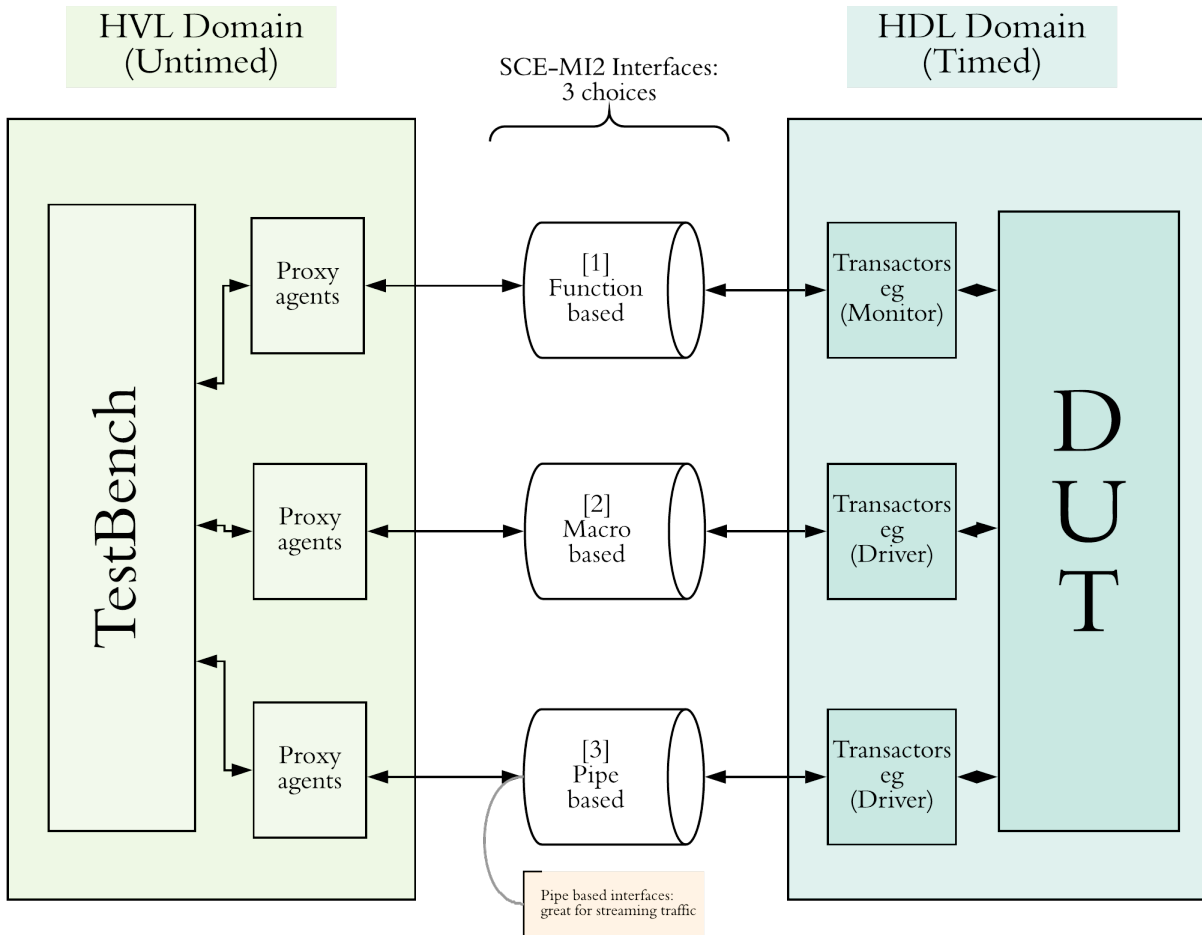 HVL Domain
(Untimed)
SCE-MI2 Interfaces:
3 choices
HDL Domain
(Timed)
TestBench
Proxy
agents
[1]
Function
based
Transactors
eg
(Monitor)
Proxy
agents
[2]
Macro
based
Transactors
eg
(Driver)
Proxy
agents
[3]
Pipe
based
Transactors
eg
(Driver)
D
U
T
Pipe based interfaces:
great for streaming traffic